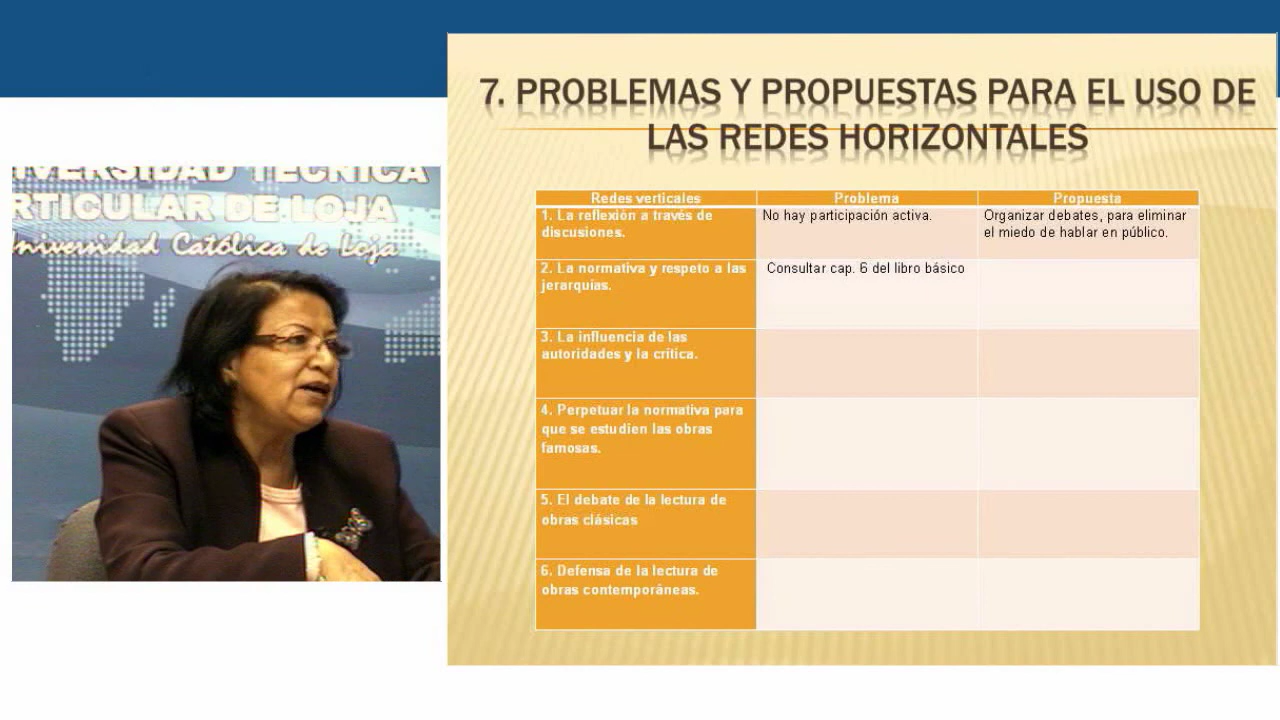 7. PROBLEMAS Y PROPUESTAS PARA EL USO DE
LAS REDES HORIZONTALES
IVERSIDAD TECNICA
RTICULAR DE LOJA
Universidad Católica de Loja
Redes verticales Problema Propuesta
1. La reflexión a través de
discusiones.
No hay participación activa.
Organizar debates, para eliminar
el miedo de hablar en público.
2. La normativa y respeto a las
jerarquías.
Consultar cap. 6 del libro básico
3. La influencia de las
autoridades y la crítica.
4. Perpetuar la normativa para
que se estudien las obras
famosas.
5. El debate de la lectura de
obras clásicas
6. Defensa de la lectura de
obras contemporáneas.